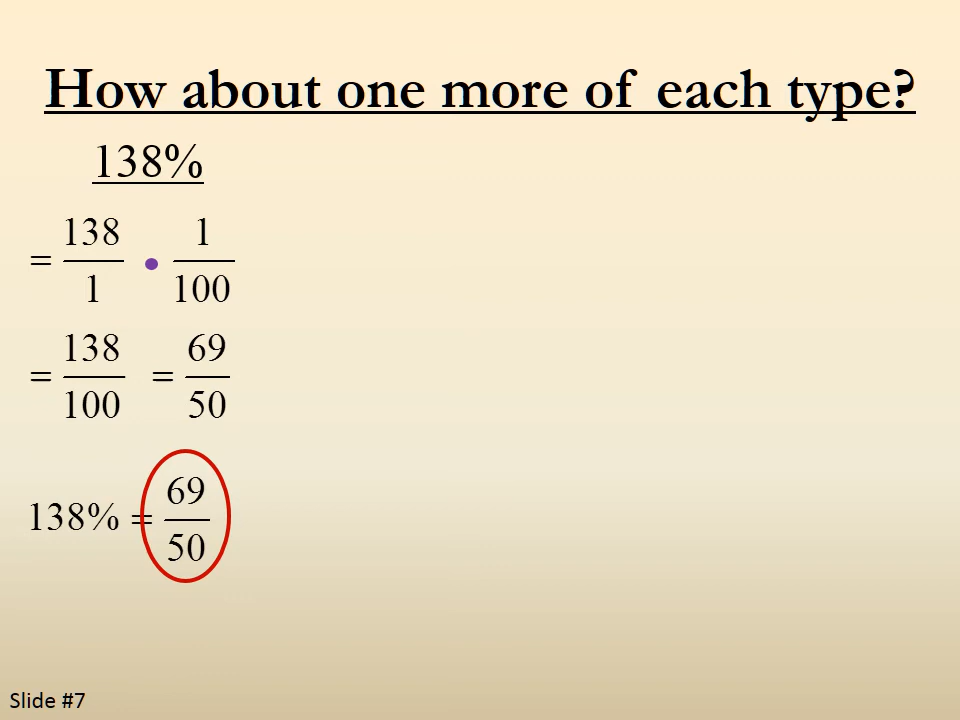 How about one more of each type?
138%
= 138/1 • 1/100
= 138/100 = 69/50
138% = 69/50
Slide #7